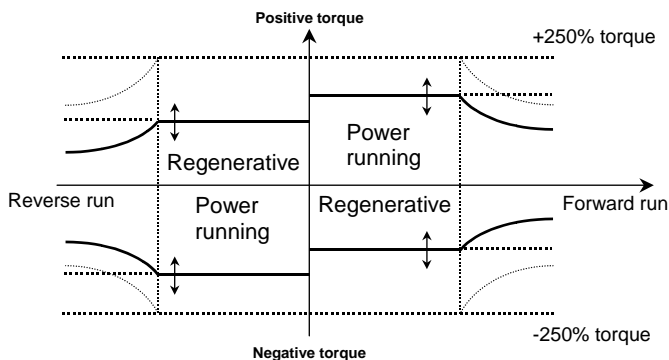 Positive torque
+250% torque
Power
running
Regenerative
Reverse run
Power
running
Regenerative
Forward run
-250% torque
Negative torque